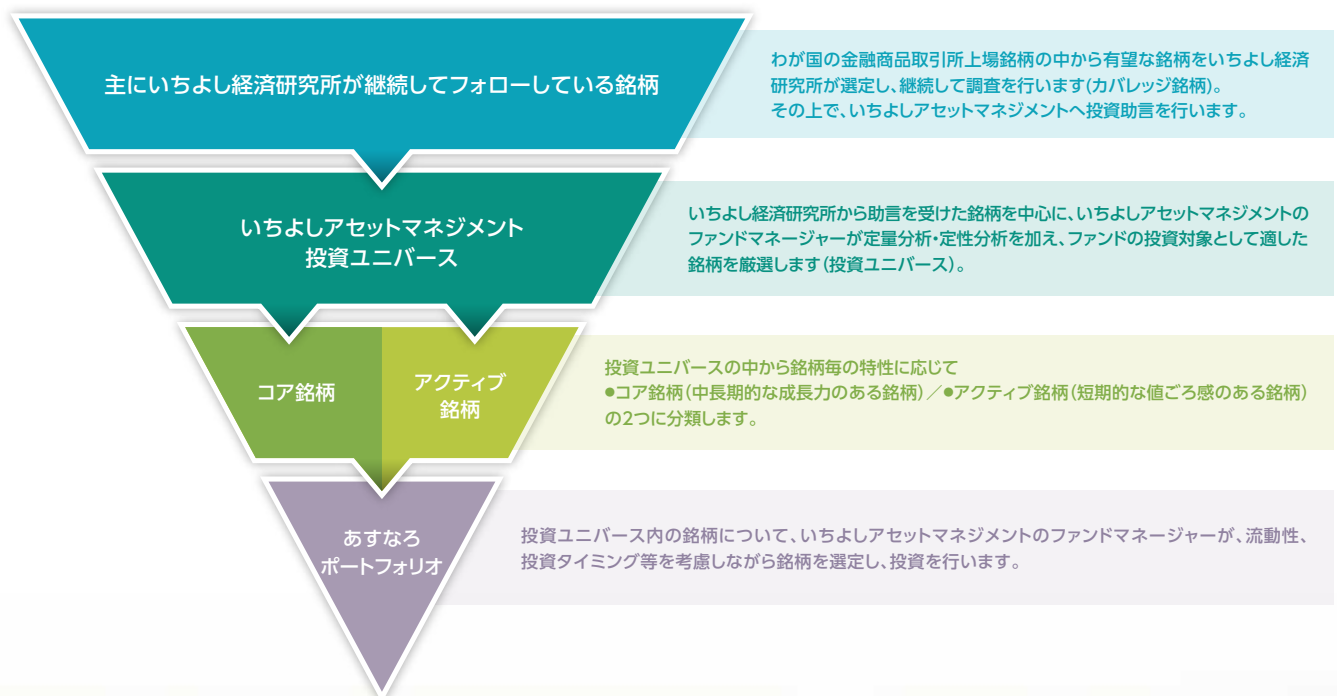 主にいちよし経済研究所が継続してフォローしている銘柄
わが国の金融商品取引所上場銘柄の中から有望な銘柄をいちよし経済
研究所が選定し、継続して調査を行います(カバレッジ銘柄)。
その上で、いちよしアセットマネジメントへ投資助言を行います。
いちよしアセットマネジメント
投資ユニバース
いちよし経済研究所から助言を受けた銘柄を中心に、いちよしアセットマネジメントの
ファンドマネージャーが定量分析・定性分析を加え、ファンドの投資対象として適した
銘柄を厳選します(投資ユニバース)。
コア銘柄
アクティブ
銘柄
投資ユニバースの中から銘柄毎の特性に応じて
●コア銘柄(中長期的な成長力のある銘柄)／●アクティブ銘柄(短期的な値ごろ感のある銘柄)
の2つに分類します。
あすなろ
ポートフォリオ
投資ユニバース内の銘柄について、いちよしアセットマネジメントのファンドマネージャーが、流動性、
投資タイミング等を考慮しながら銘柄を選定し、投資を行います。